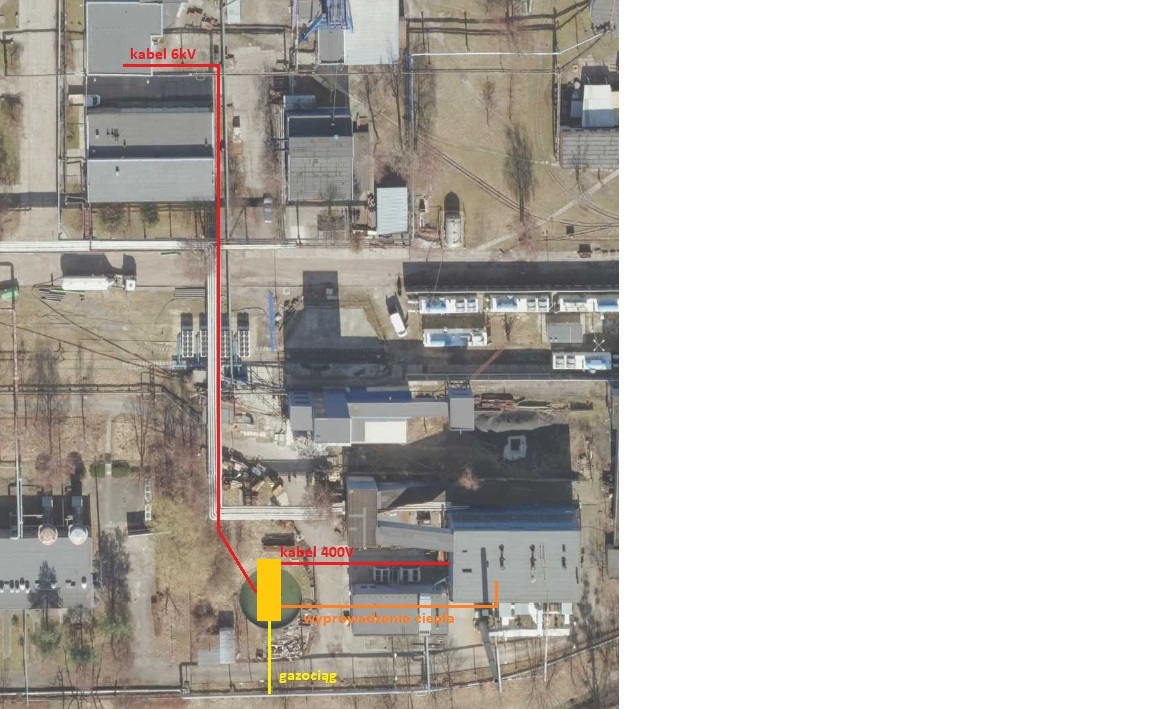 kabel 6kV
kabel 400V
wyprowadzenie ciepła
gazociąg